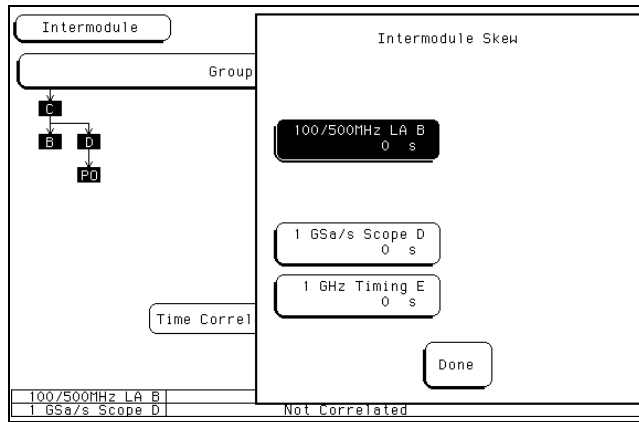 Intermodule
Group
C
B D
PO
Time Correl
100/500MHz LA B
1 GSa/s Scope D Not Correlated
Intermodule Skew
100/500MHz LA B
0 s
1 GSa/s Scope D
0 s
1 GHz Timing E
0 s
Done